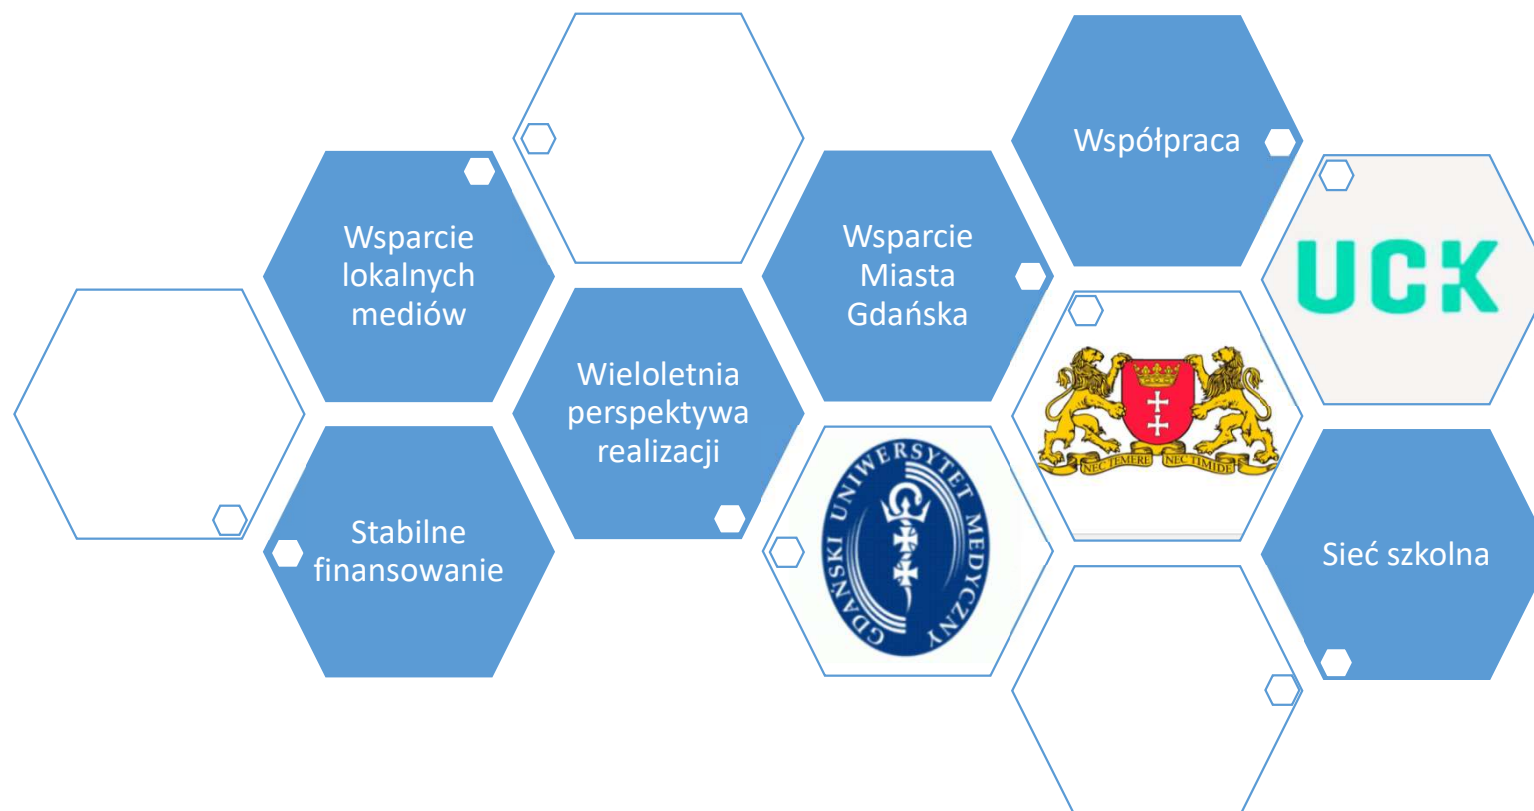 Współpraca
Wsparcie
lokalnych
mediów
Wsparcie
Miasta
Gdańska
UCK
Wieloletnia
perspektywa
realizacji
NEC TEMERE NEC TIMIDE
GDAŃSKI UNIWERSYTET MEDYCZNY
Stabilne
finansowanie
Sieć szkolna